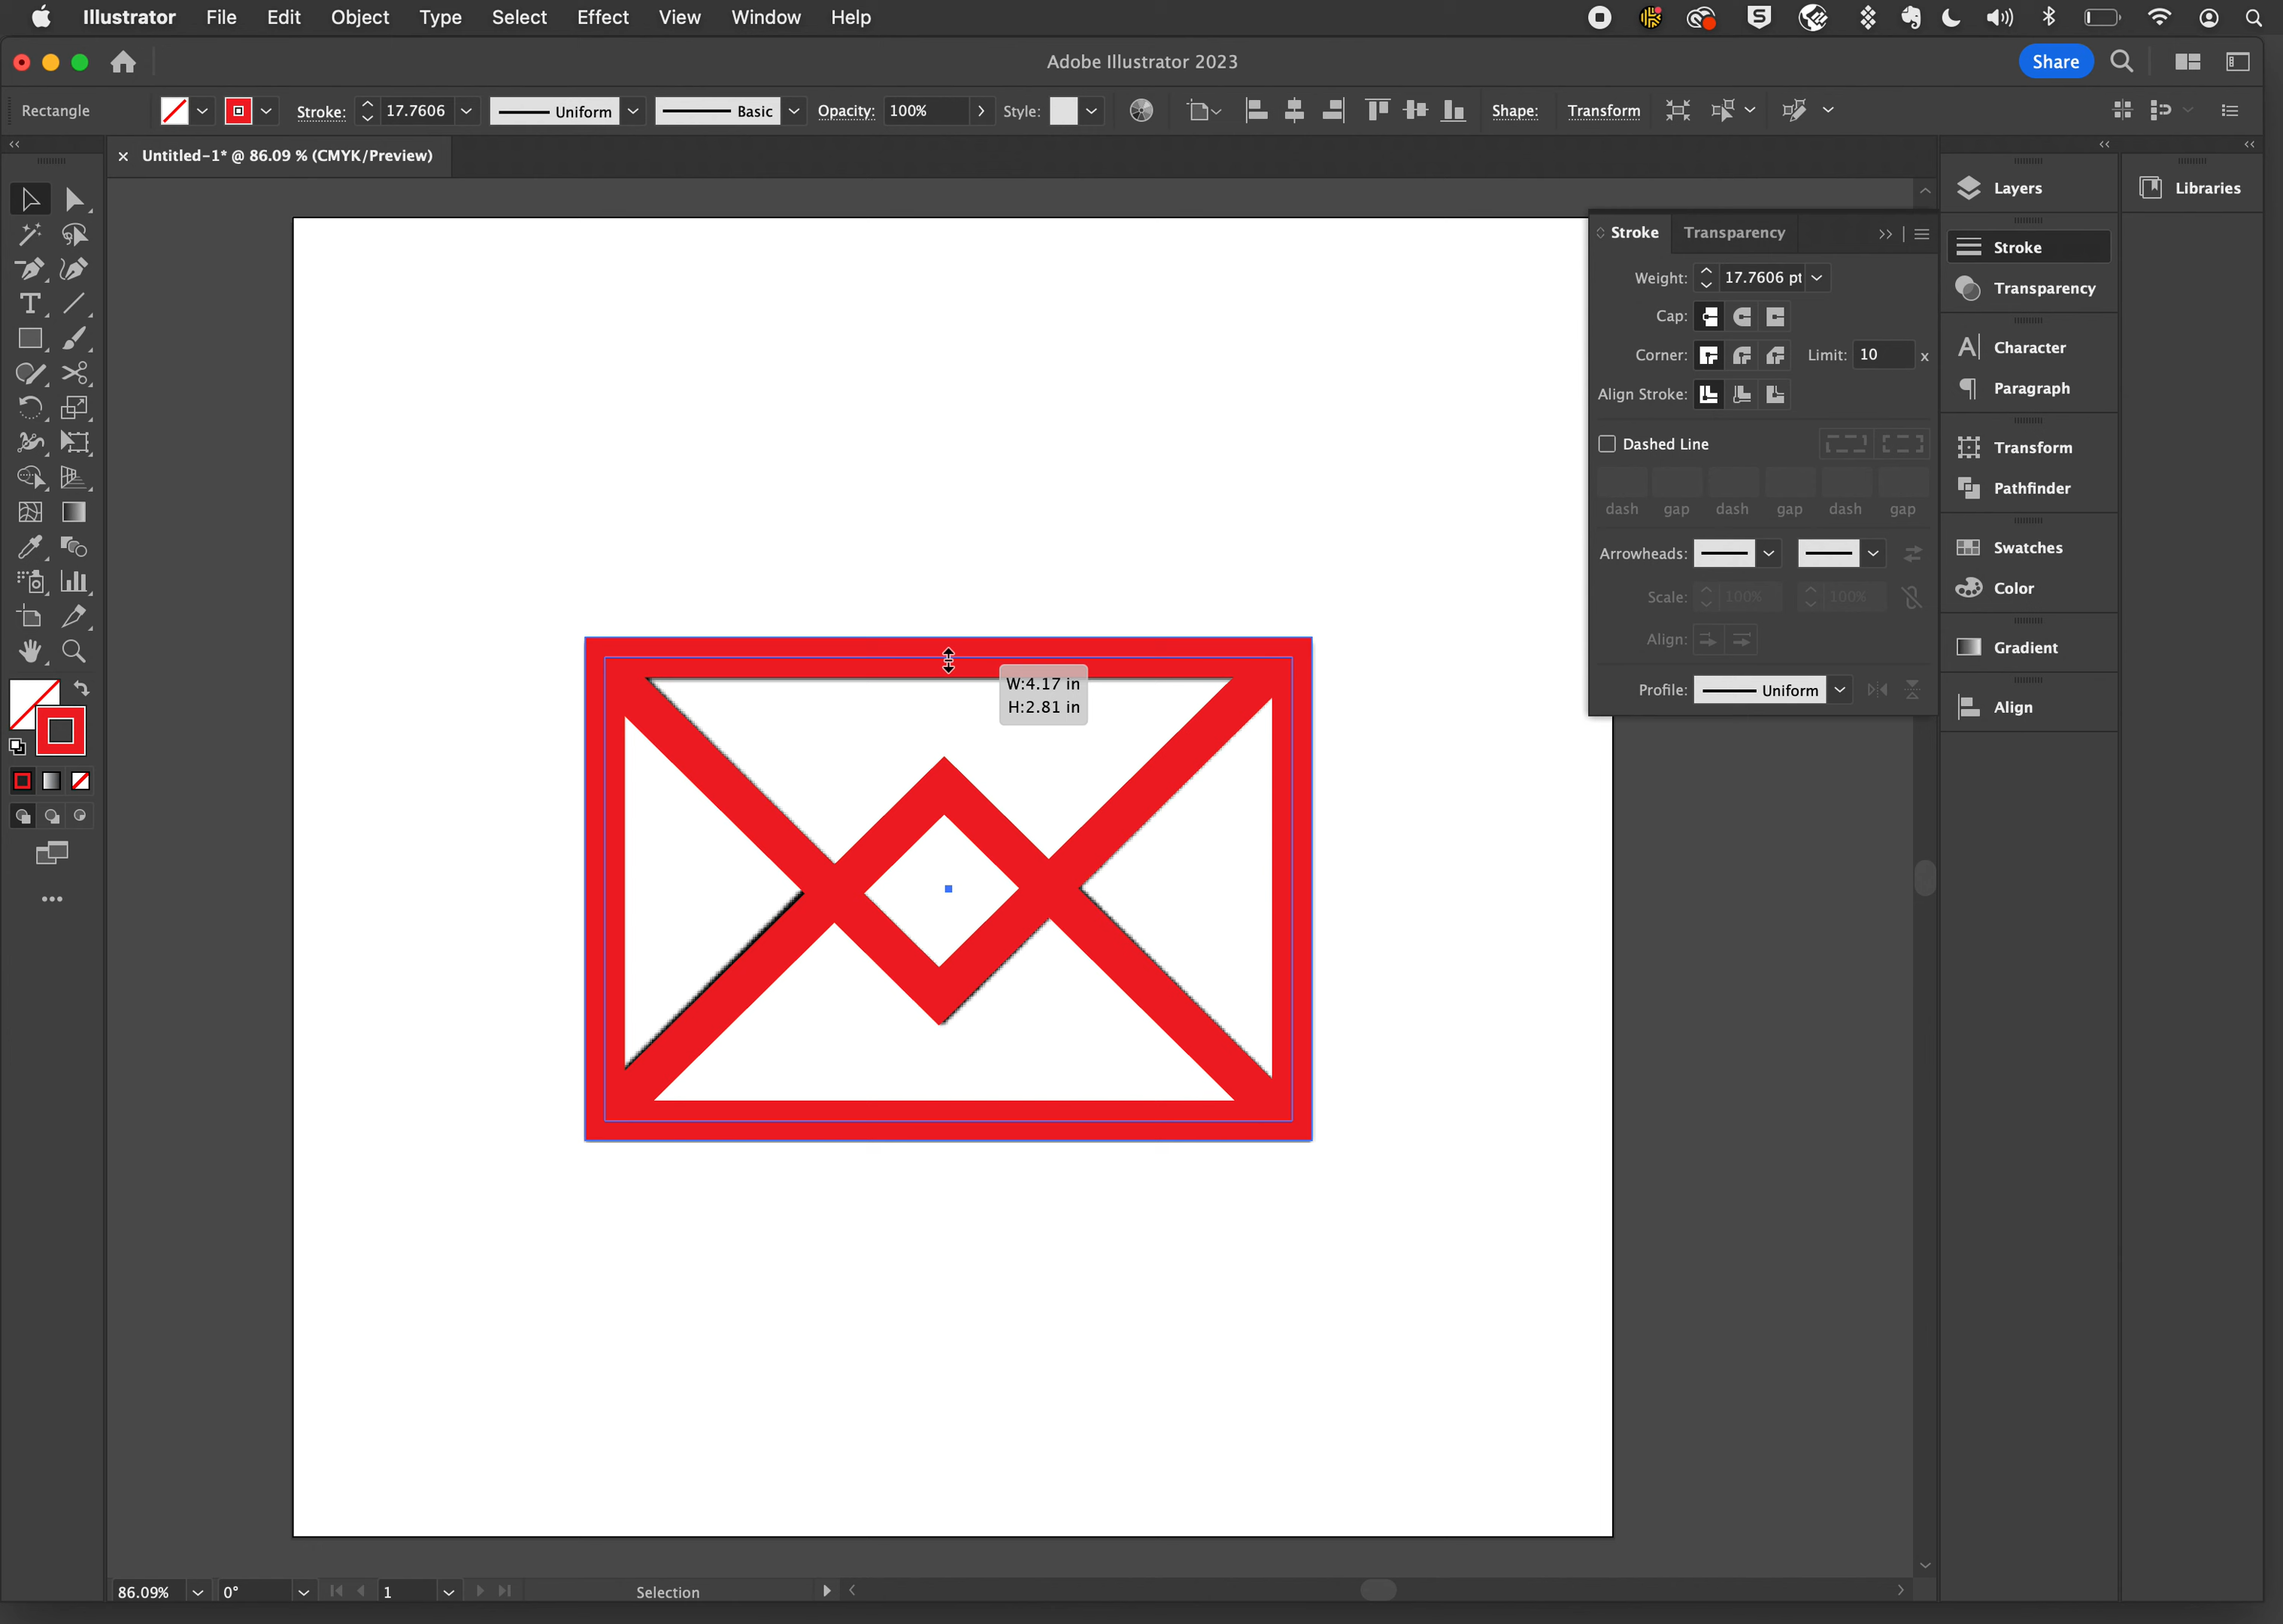 Illustrator File Edit Object Type Select Effect View Window Help
Adobe Illustrator 2023
Share
Rectangle
Stroke: 17.7606 Uniform Basic Opacity: 100% Style: Shape: Transform
Untitled-1* @ 86.09 % (CMYK/Preview)
Stroke Transparency
Weight: 17.7606 pt
Cap:
Corner: Limit: 10 x
Align Stroke:
Dashed Line
dash gap dash gap dash gap
Arrowheads:
Scale: 100% 100%
Align:
Profile: Uniform
Layers
Stroke
Transparency
Character
Paragraph
Transform
Pathfinder
Swatches
Color
Gradient
Align
Libraries
W:4.17 in
H:2.81 in
86.09% 0° 1 Selection